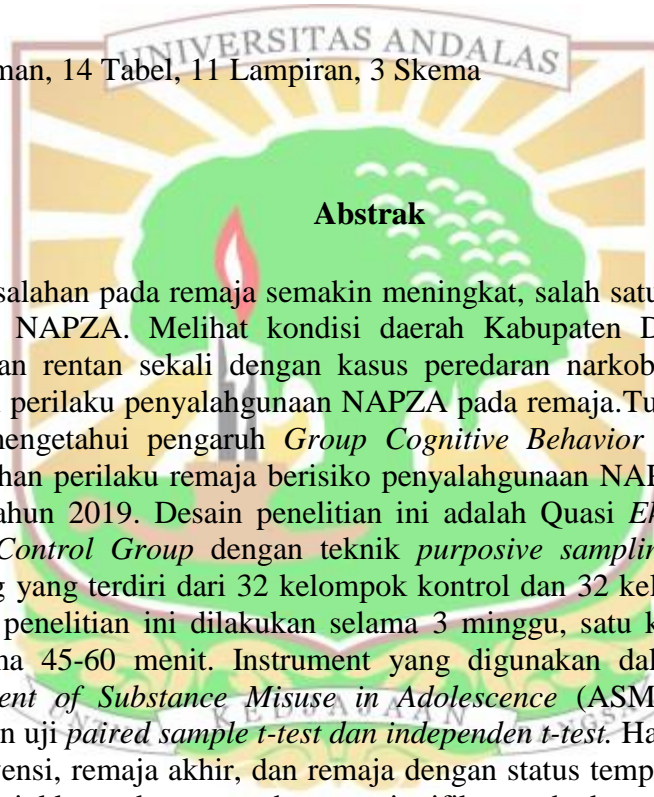 UNIVERSITAS ANDALAS
man, 14 Tabel, 11 Lampiran, 3 Skema
Abstrak
salahan pada remaja semakin meningkat, salah satu
NAPZA. Melihat kondisi daerah Kabupaten D
an rentan sekali dengan kasus peredaran narkob
perilaku penyalahgunaan NAPZA pada remaja.Tu
mengetahui pengaruh Group Cognitive Behavior
han perilaku remaja berisiko penyalahgunaan
ahun 2019. Desain penelitian ini adalah Quasi
Control Group dengan teknik purposive samplin
g yang terdiri dari 32 kelompok kontrol dan 32 kel
penelitian ini dilakukan selama 3 minggu, satu k
na 45-60 menit. Instrument yang digunakan dal
ent of Substance Misuse in Adolescence (ASM
n uji paired sample t-test dan independen t-test. Ha
vensi, remaja akhir, dan remaja dengan status temp